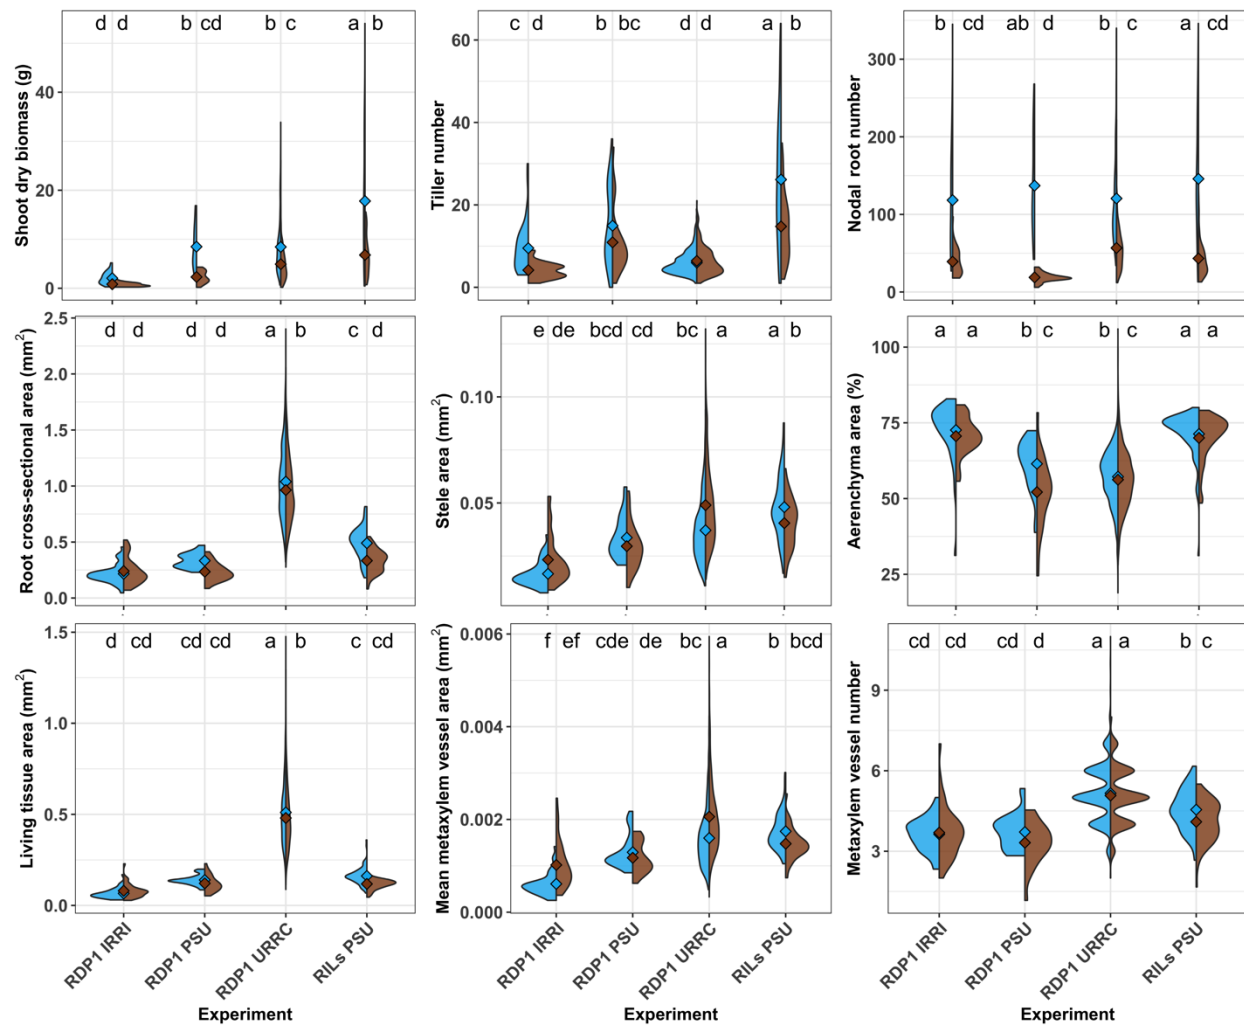 d d b cd b c a b
Shoot dry biomass (g)
40
20
0
c d b bc d d a b
Tiller number
60
40
20
0
b cd ab d b c a cd
Nodal root number
300
200
100
0
d d d d a b c d
Root cross-sectional area (mm²)
2.5
2.0
1.5
1.0
0.5
0.0
e de bcd cd bc a a b
Stele area (mm²)
0.10
0.05
a a b c b c a a
Aerenchyma area (%)
100
75
50
25
d cd cd cd a b c cd
Living tissue area (mm²)
1.5
1.0
0.5
0.0
RDP1 IRRI
RDP1 PSU
RDP1 URRC
RILs PSU
Experiment
f ef cde de bc a b bcd
Mean metaxylem vessel area (mm²)
0.006
0.004
0.002
0.000
RDP1 IRRI
RDP1 PSU
RDP1 URRC
RILs PSU
Experiment
cd cd cd d a a b c
Metaxylem vessel number
9
6
3
RDP1 IRRI
RDP1 PSU
RDP1 URRC
RILs PSU
Experiment